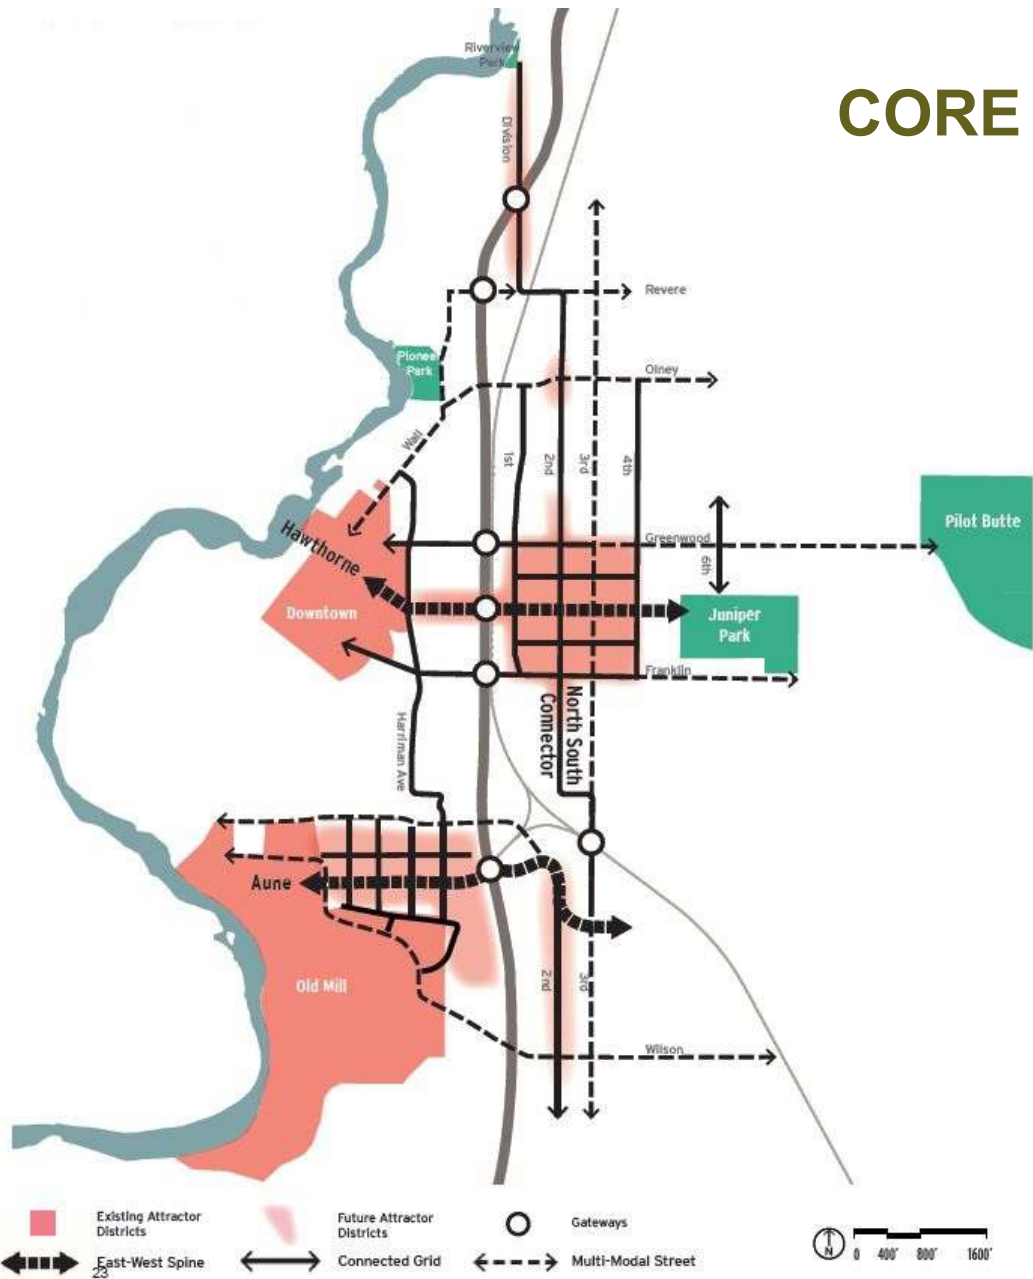 CORE
Riverview
Park
Division
Revere
Pionee
Park
Olney
Wall
1st
2nd
3rd
4th
Pilot Butte
Hawthorne
Greenwood
6th
Downtown
Juniper
Park
Franklin
North South
Connector
Harriman Ave
Aune
Old Mill
2nd
3rd
Wilson
Existing Attractor
Districts
Future Attractor
Districts
Gateways
East-West Spine
Connected Grid
Multi-Modal Street
23
N
0 400' 800' 1600'